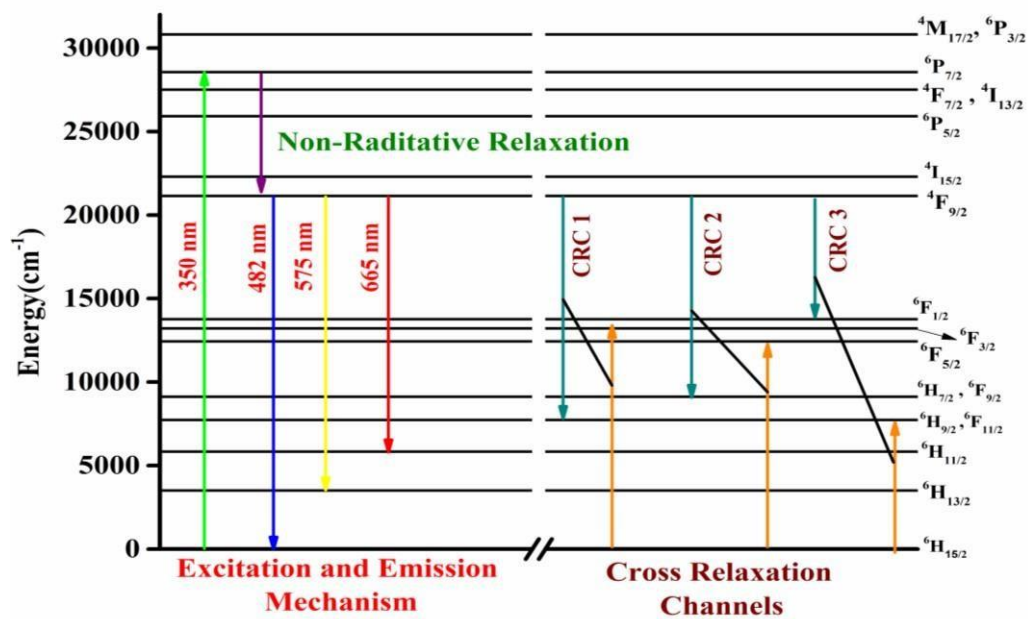 30000
25000
20000
15000
10000
5000
0
Energy(cm⁻¹)
⁴M₁₇/₂, ⁶P₃/₂
⁶P₇/₂
⁴F₇/₂ , ⁴I₁₃/₂
⁶P₅/₂
⁴I₁₅/₂
⁴F₉/₂
⁶F₁/₂
⁶F₃/₂
⁶F₅/₂
⁶H₇/₂ , ⁶F₉/₂
⁶H₉/₂ ,⁶F₁₁/₂
⁶H₁₁/₂
⁶H₁₃/₂
⁶H₁₅/₂
Non-Raditative Relaxation
350 nm
482 nm
575 nm
665 nm
CRC 1
CRC 2
CRC 3
Excitation and Emission
Mechanism
Cross Relaxation
Channels